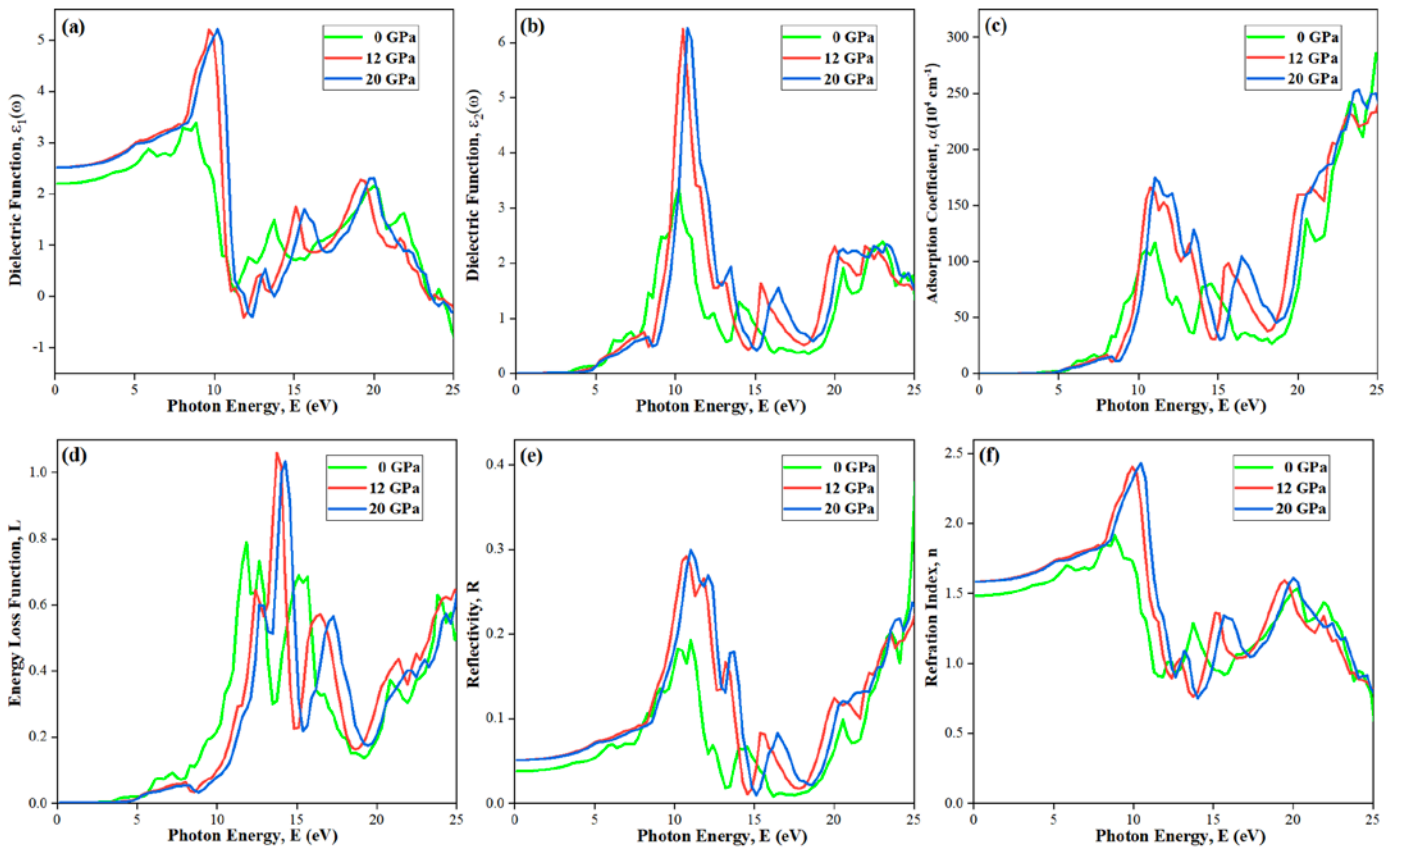 (a)
0 GPa
12 GPa
20 GPa
Dielectric Function, ε1(ω)
5
4
3
2
1
0
-1
0
5
10
15
20
25
Photon Energy, E (eV)
(b)
0 GPa
12 GPa
20 GPa
Dielectric Function, ε2(ω)
6
5
4
3
2
1
0
0
5
10
15
20
25
Photon Energy, E (eV)
(c)
0 GPa
12 GPa
20 GPa
Adsorption Coefficient, α(10⁴ cm⁻¹)
300
250
200
150
100
50
0
0
5
10
15
20
25
Photon Energy, E (eV)
(d)
0 GPa
12 GPa
20 GPa
Energy Loss Function, L
1.0
0.8
0.6
0.4
0.2
0.0
0
5
10
15
20
25
Photon Energy, E (eV)
(e)
0 GPa
12 GPa
20 GPa
Reflectivity, R
0.4
0.3
0.2
0.1
0.0
0
5
10
15
20
25
Photon Energy, E (eV)
(f)
0 GPa
12 GPa
20 GPa
Refration Index, n
2.5
2.0
1.5
1.0
0.5
0.0
0
5
10
15
20
25
Photon Energy, E (eV)